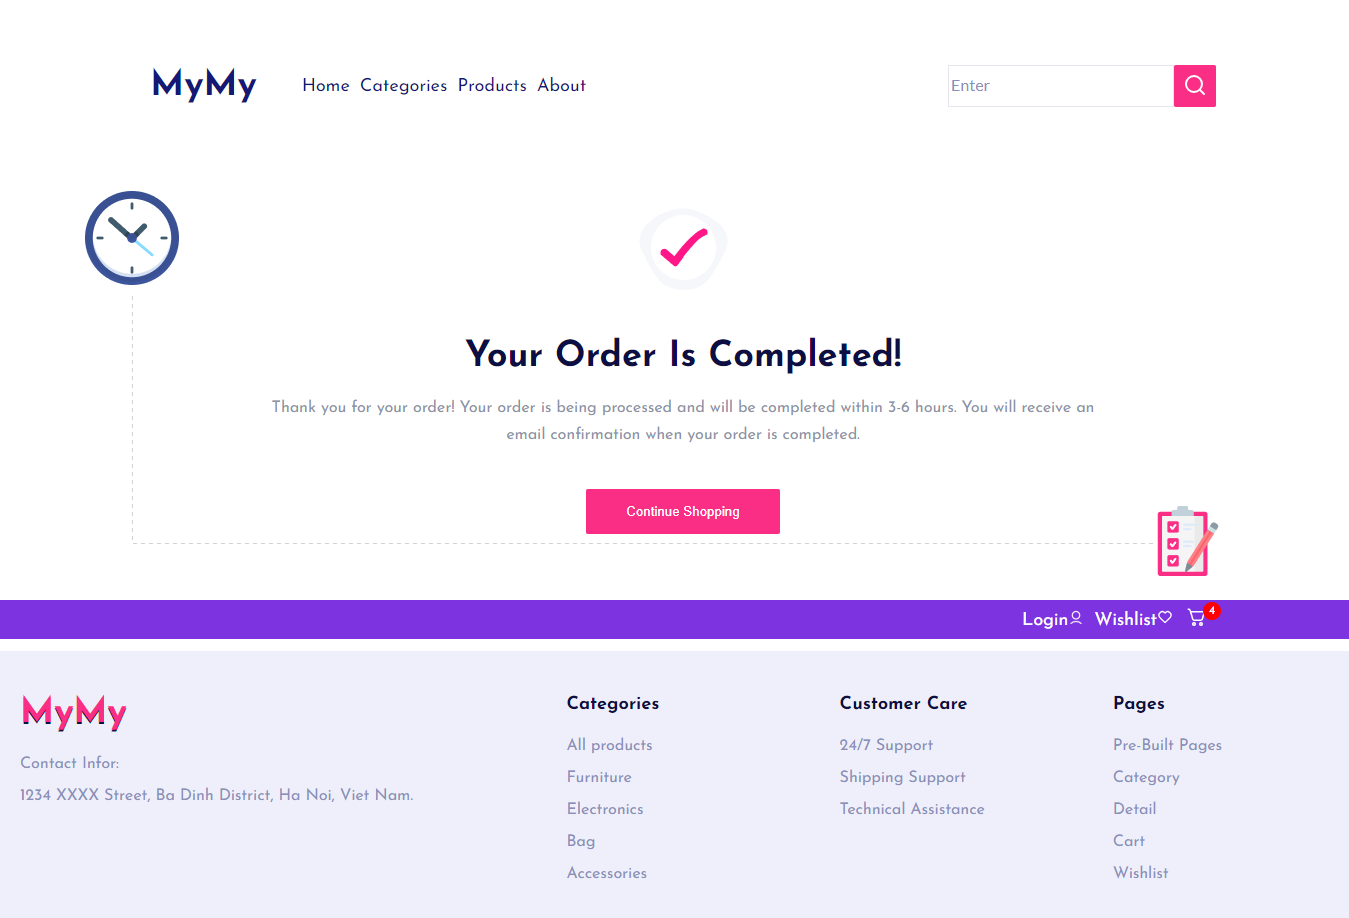 MyMy
Home Categories Products About
Enter
Your Order Is Completed!
Thank you for your order! Your order is being processed and will be completed within 3-6 hours. You will receive an
email confirmation when your order is completed.
Continue Shopping
Login Wishlist 4
MyMy
Contact Infor:
1234 XXXX Street, Ba Dinh District, Ha Noi, Viet Nam.
Categories
All products
Furniture
Electronics
Bag
Accessories
Customer Care
24/7 Support
Shipping Support
Technical Assistance
Pages
Pre-Built Pages
Category
Detail
Cart
Wishlist